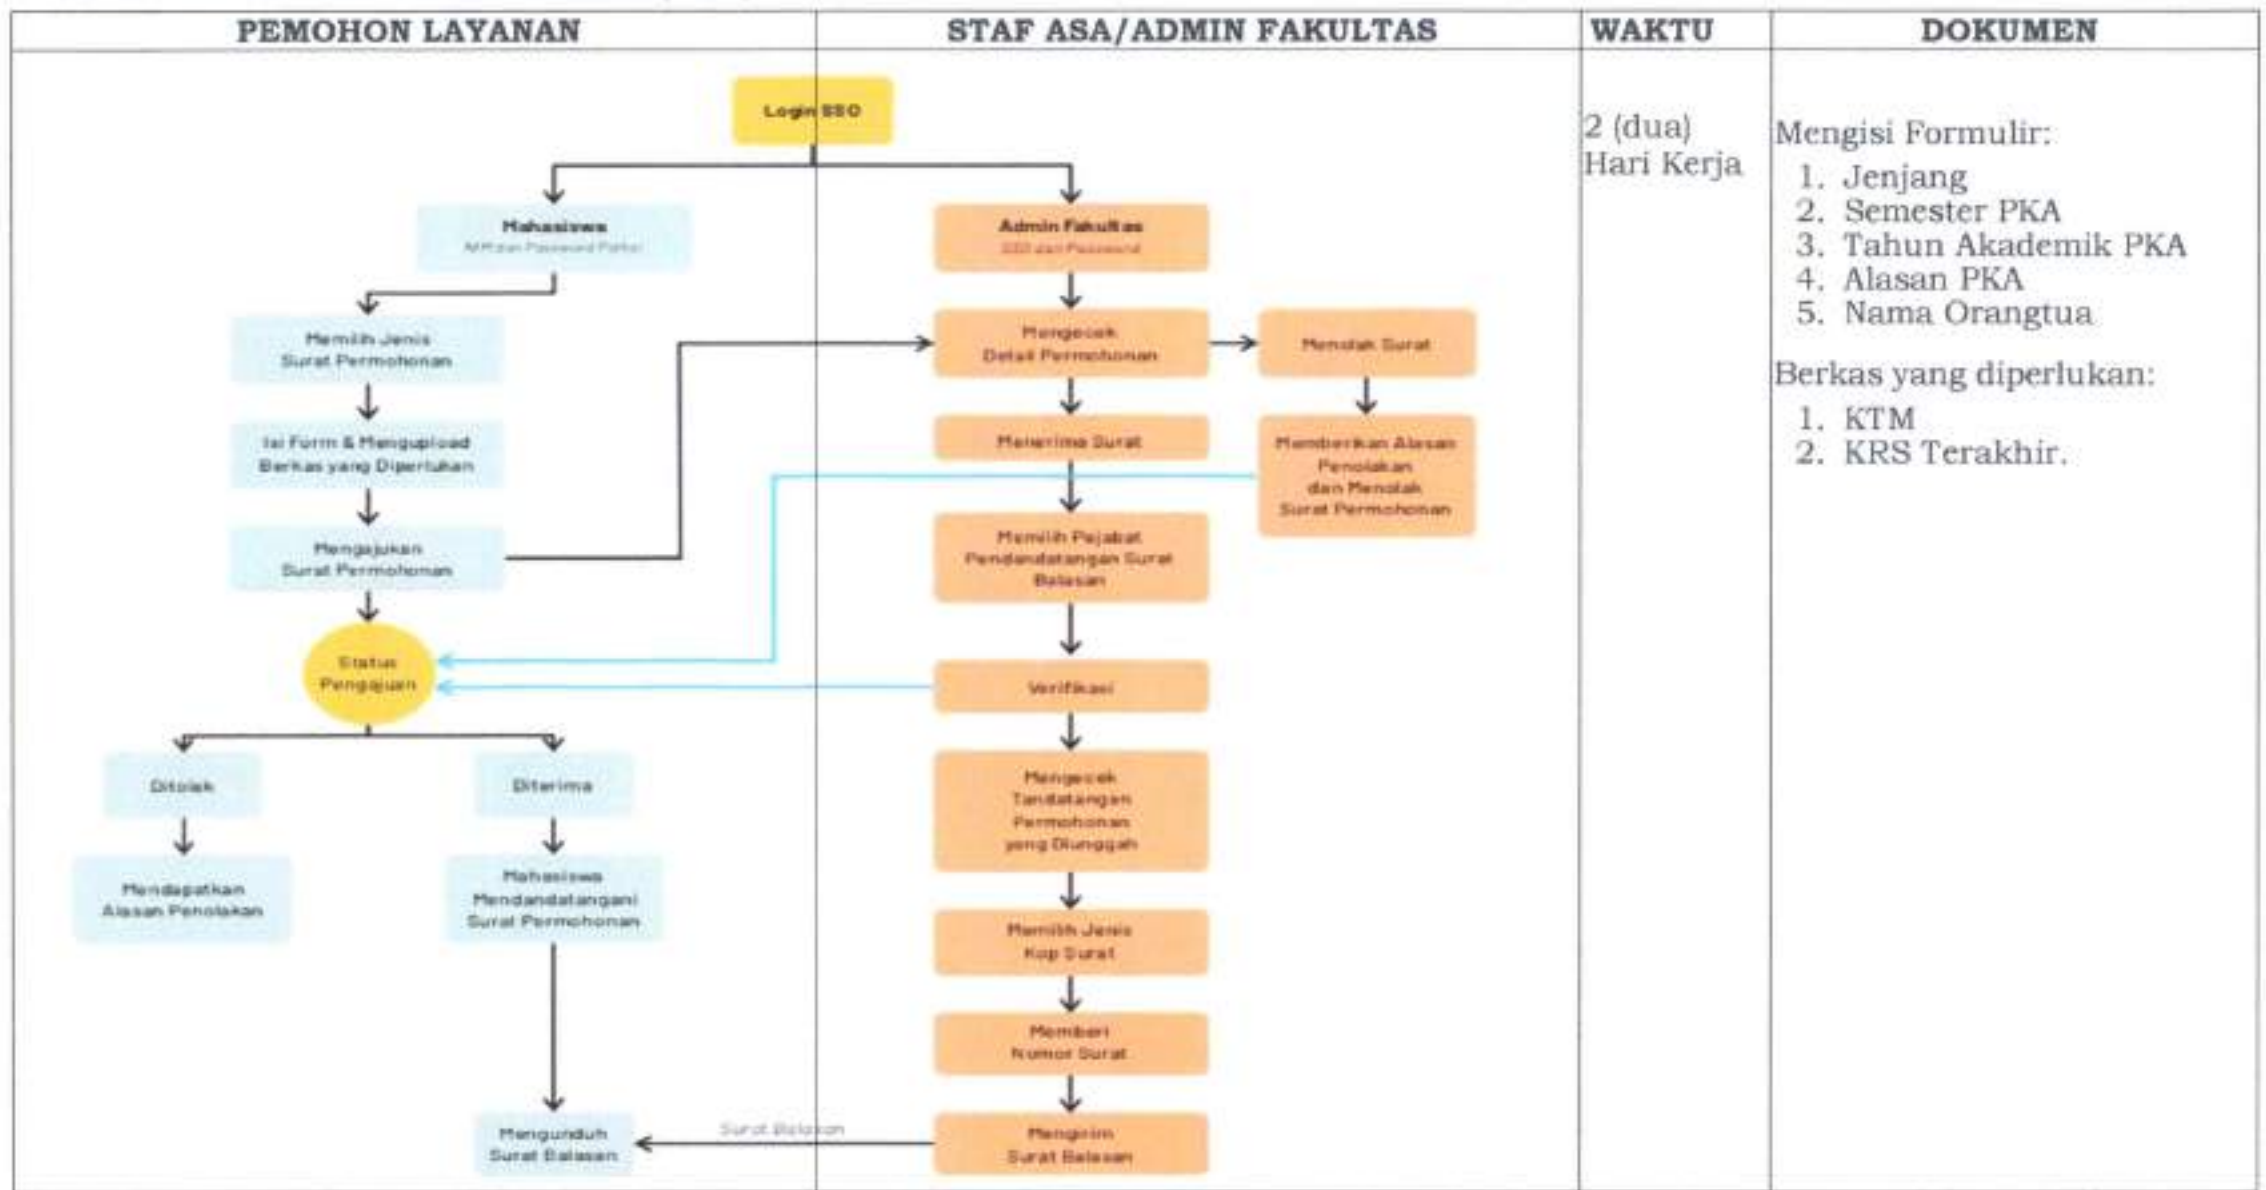 PEMOHON LAYANAN
STAF ASA/ADMIN FAKULTAS
WAKTU
DOKUMEN
Login SSO
Mahasiswa
Password Portal
Memilih Jenis
Surat Permohonan
Isi Form & Mengupload
Berkas yang Diperlukan
Mengajukan
Surat Permohonan
Status
Pengajuan
Ditolak
Diterima
Mendapatkan
Alasan Penolakan
Mahasiswa
Mendandatangani
Surat Permohonan
Mengunduh
Surat Balasan
Surat Balasan
Admin Fakultas
SSO dan Password
Mengecek
Detail Permohonan
Menolak Surat
Menerima Surat
Memberikan Alasan
Penolakan
dan Menolak
Surat Permohonan
Memilih Pejabat
Pendandatangan Surat
Balasan
Verifikasi
Mengecek
Tandatangan
Permohonan
yang Diunggah
Memilih Jenis
Kop Surat
Memberi
Nomor Surat
Mengirim
Surat Balasan
2 (dua)
Hari Kerja
Mengisi Formulir:
1. Jenjang
2. Semester PKA
3. Tahun Akademik PKA
4. Alasan PKA
5. Nama Orangtua
Berkas yang diperlukan:
1. KTM
2. KRS Terakhir.